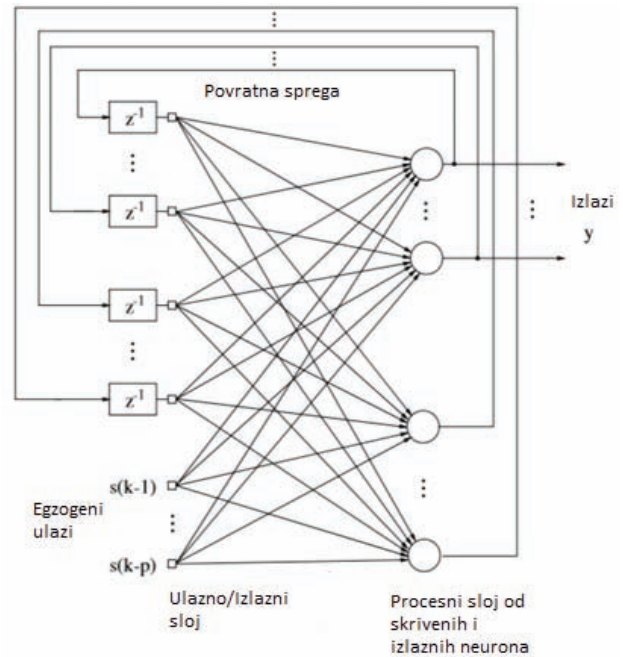 Povratna sprega
z⁻¹
z⁻¹
Izlazi
y
z⁻¹
z⁻¹
s(k-1)
Egzogeni
ulazi
s(k-p)
Ulazno/Izlazni
sloj
Procesni sloj od
skrivenih i
izlaznih neurona